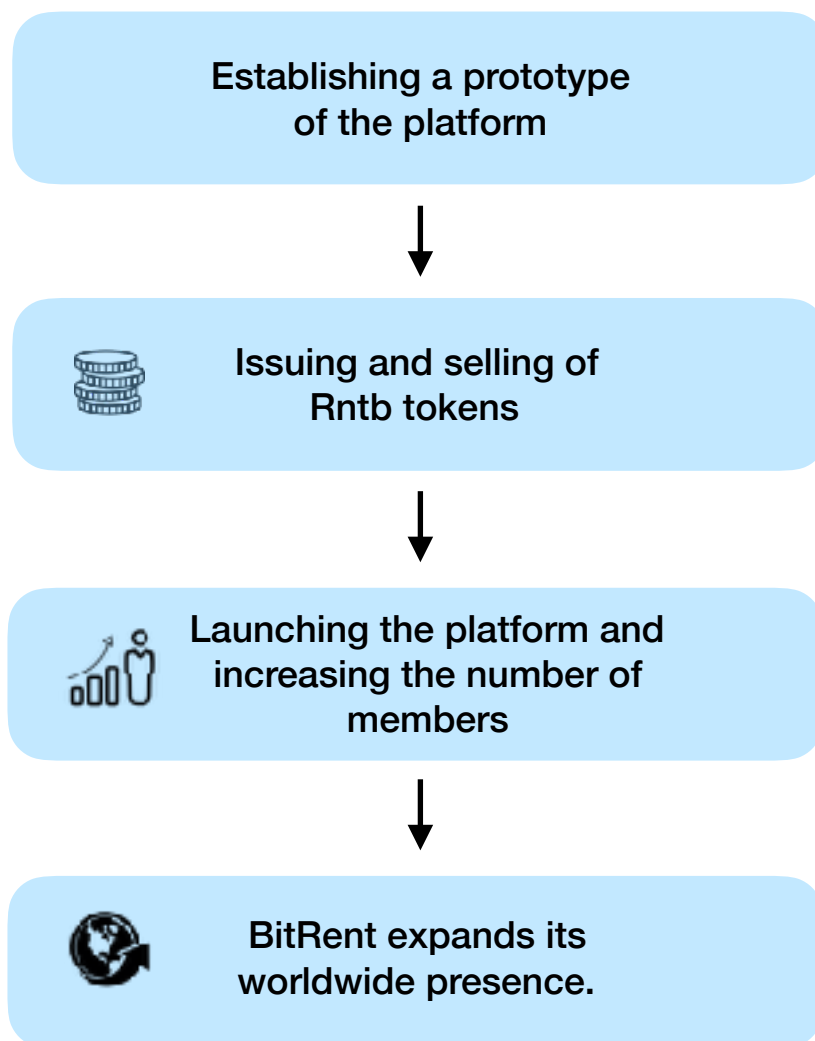 Establishing a prototype
of the platform
Issuing and selling of
Rntb tokens
Launching the platform and
increasing the number of
members
BitRent expands its
worldwide presence.